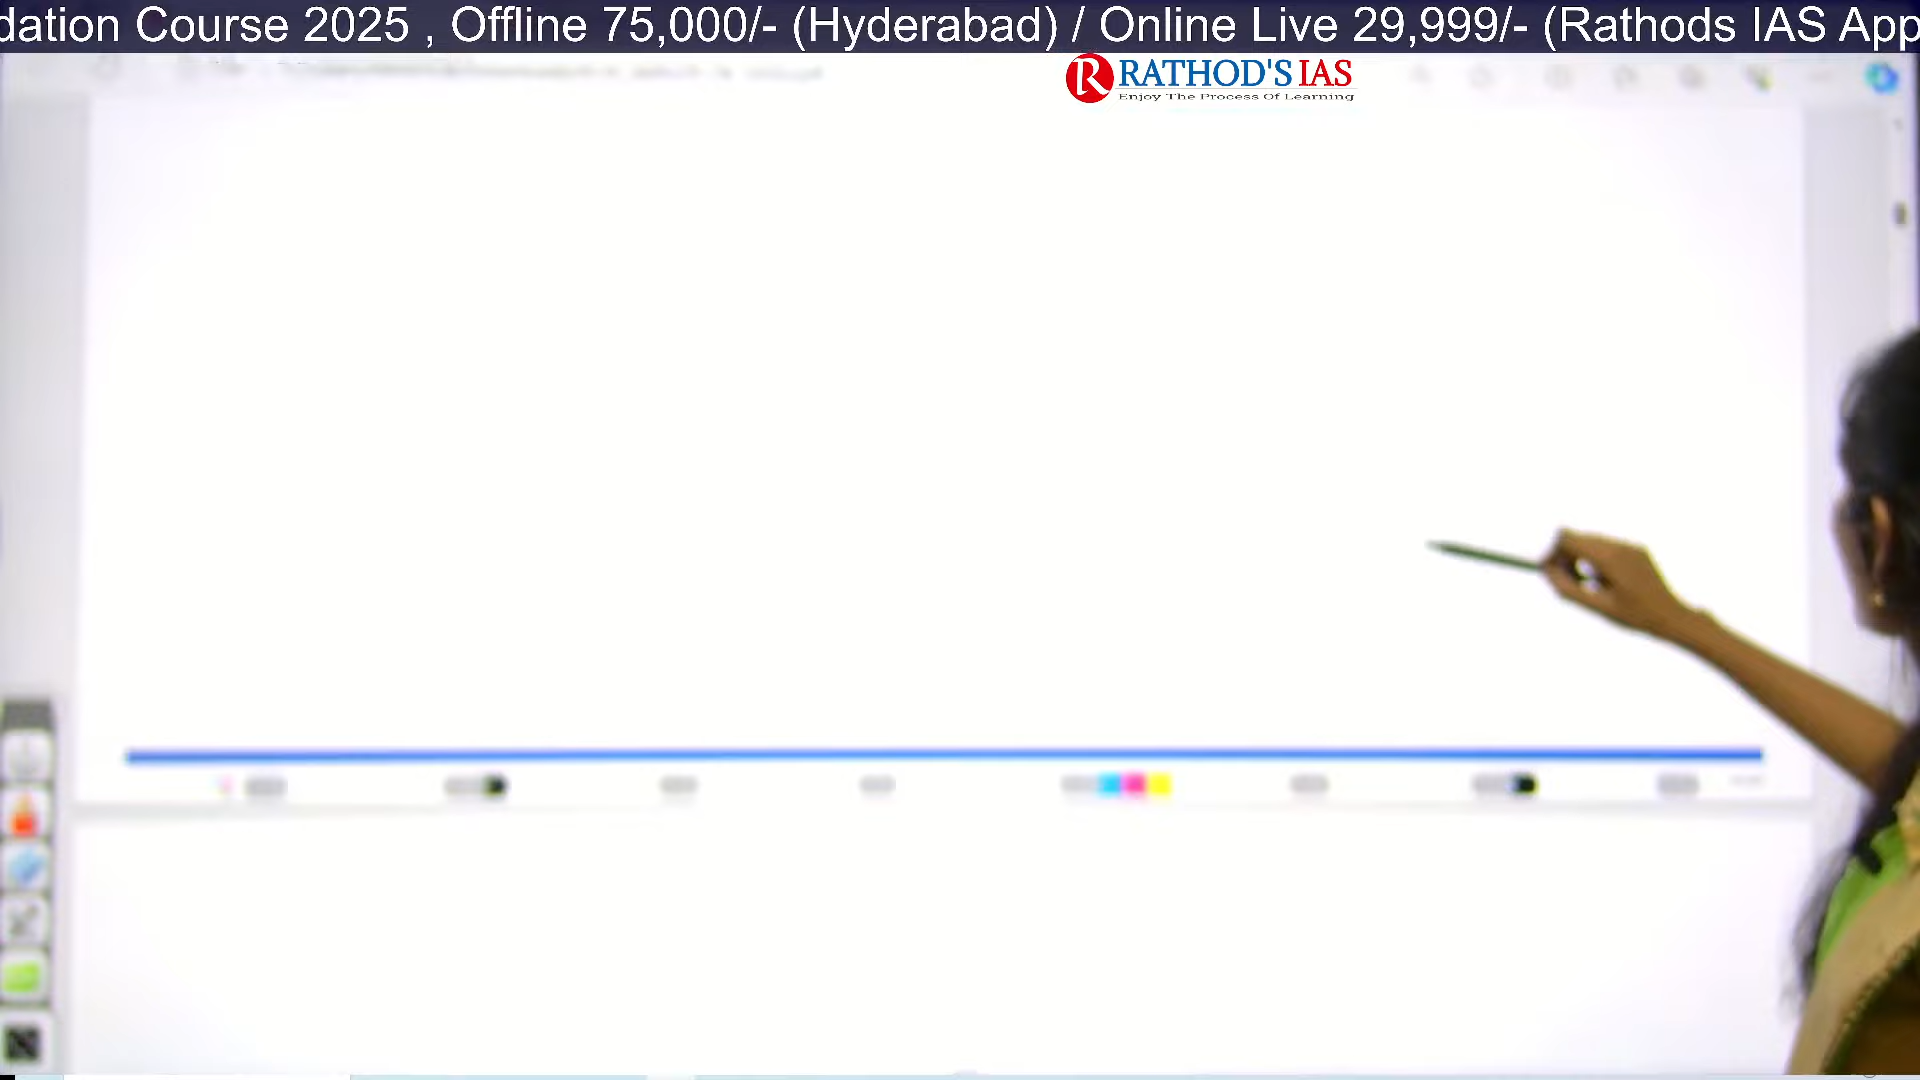 dation Course 2025 , Offline 75,000/- (Hyderabad) / Online Live 29,999/- (Rathods IAS App
R RATHOD'S IAS
Enjoy The Process Of Learning